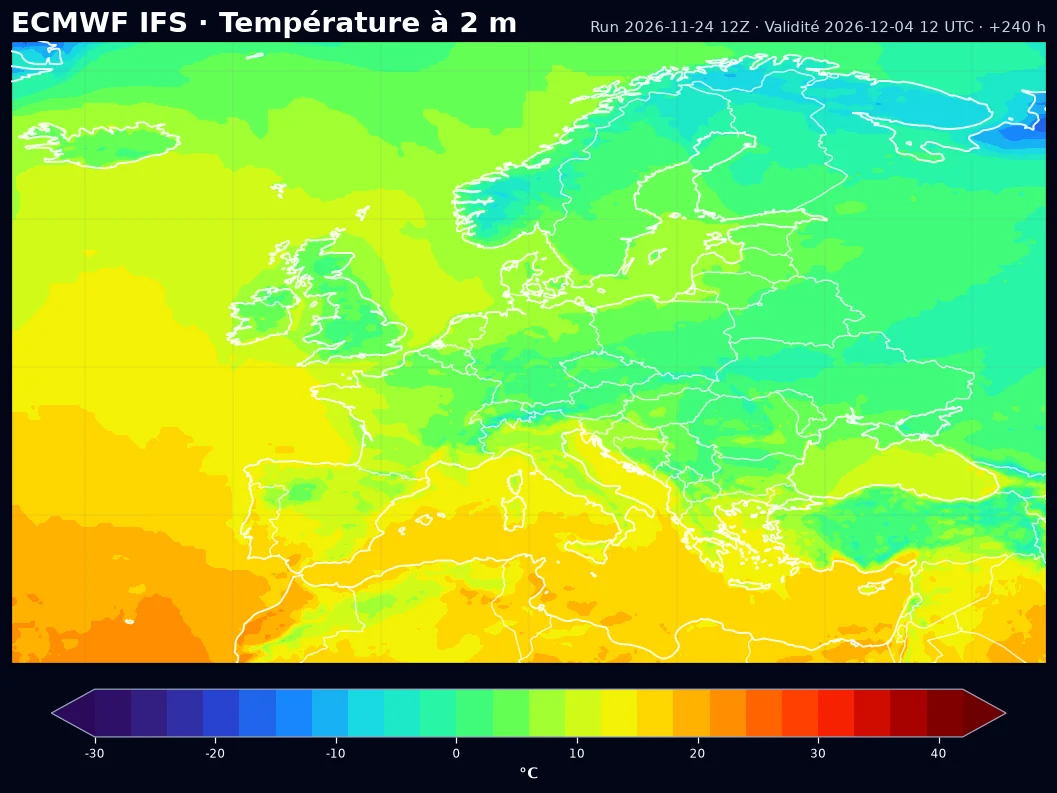 ECMWF IFS · Température à 2 m
Run 2026-11-24 12Z · Validité 2026-12-04 12 UTC · +240 h
-30 -20 -10 0 10 20 30 40
°C